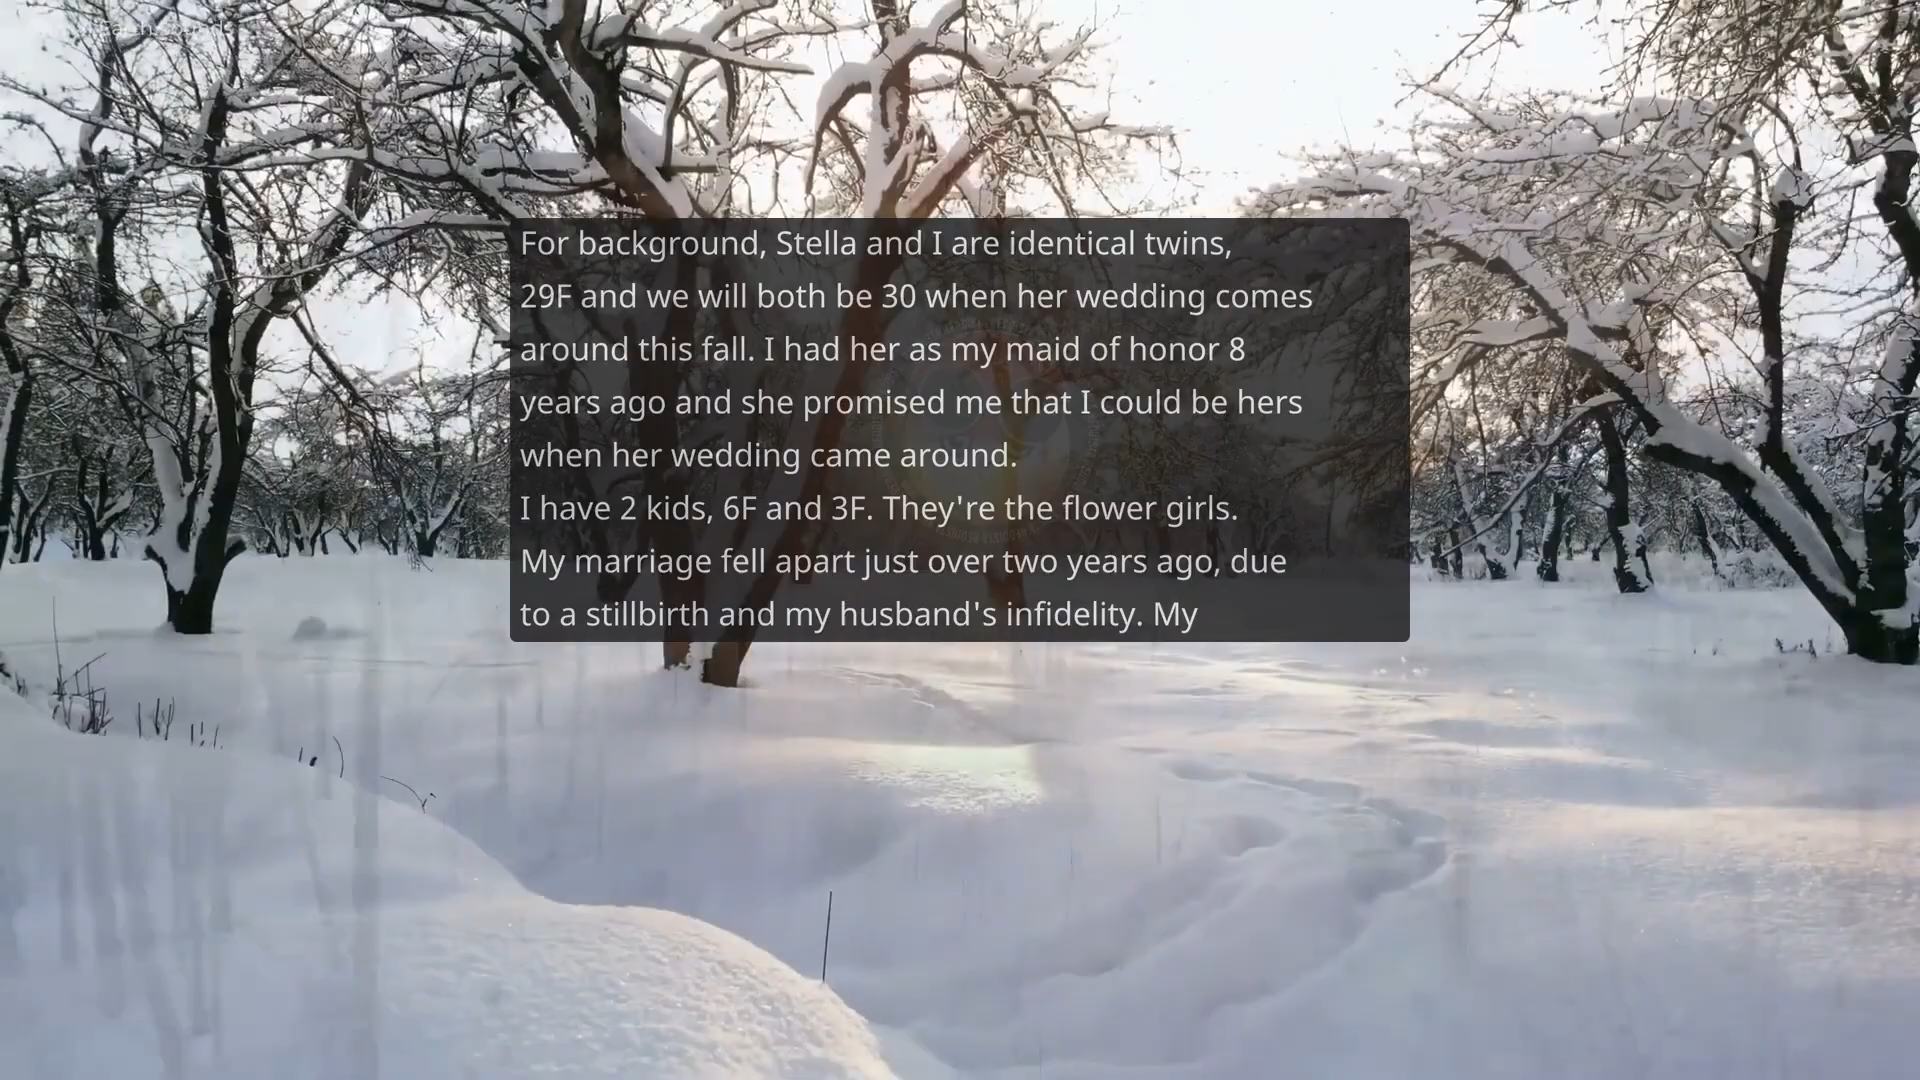 For background, Stella and I are identical twins,
29F and we will both be 30 when her wedding comes
around this fall. I had her as my maid of honor 8
years ago and she promised me that I could be hers
when her wedding came around.
I have 2 kids, 6F and 3F. They're the flower girls.
My marriage fell apart just over two years ago, due
to a stillbirth and my husband's infidelity. My